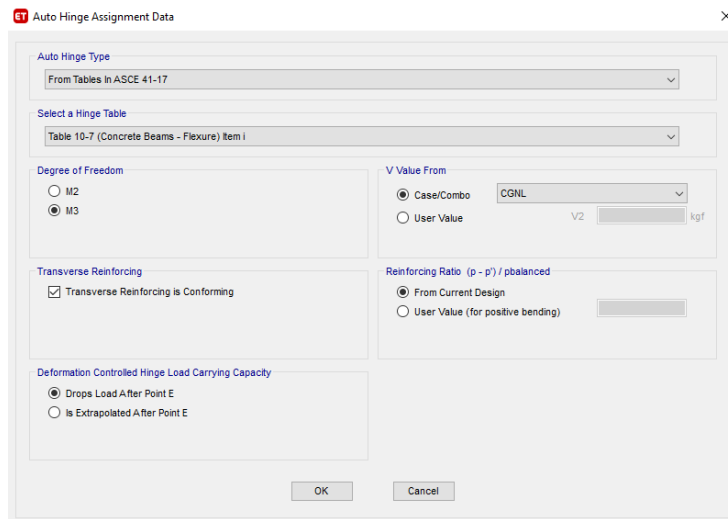 ET Auto Hinge Assignment Data
Auto Hinge Type
From Tables In ASCE 41-17
Select a Hinge Table
Table 10-7 (Concrete Beams - Flexure) Item i
Degree of Freedom
M2
M3
V Value From
Case/Combo CGNL
User Value V2 kgf
Transverse Reinforcing
Transverse Reinforcing is Conforming
Reinforcing Ratio (p - p') / pbalanced
From Current Design
User Value (for positive bending)
Deformation Controlled Hinge Load Carrying Capacity
Drops Load After Point E
Is Extrapolated After Point E
OK Cancel